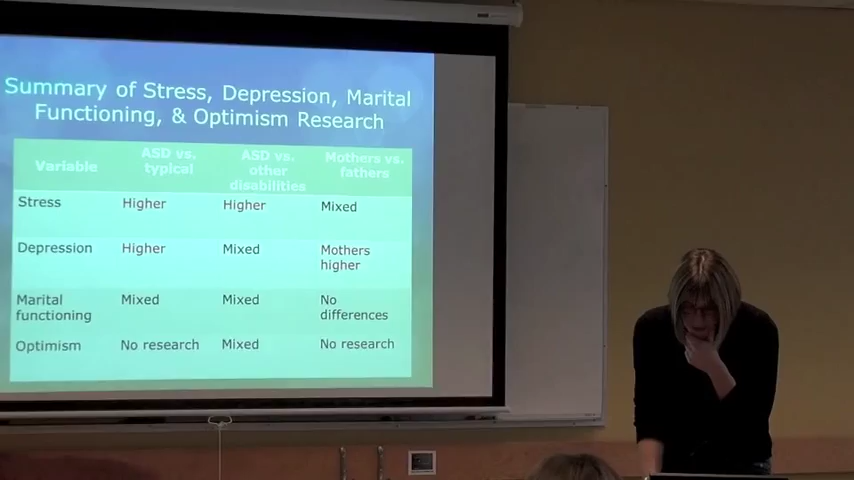 Summary of Stress, Depression, Marital
Functioning, & Optimism Research
Variable ASD vs. typical ASD vs. other disabilities Mothers vs. fathers
Stress Higher Higher Mixed
Depression Higher Mixed Mothers higher
Marital functioning Mixed Mixed No differences
Optimism No research Mixed No research